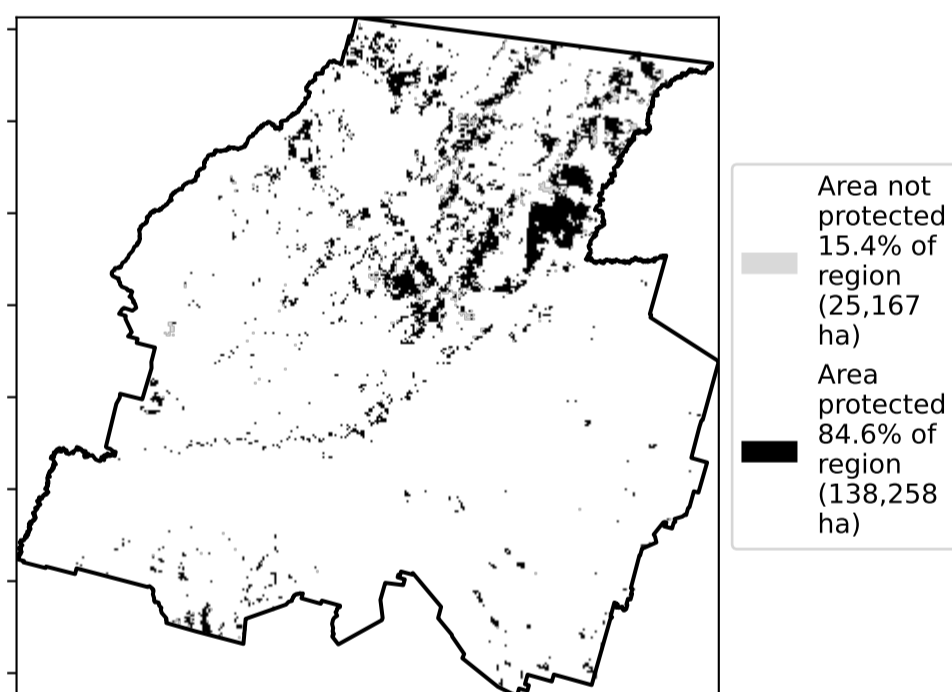 Area not
protected
15.4% of
region
(25,167
ha)
Area
protected
84.6% of
region
(138,258
ha)